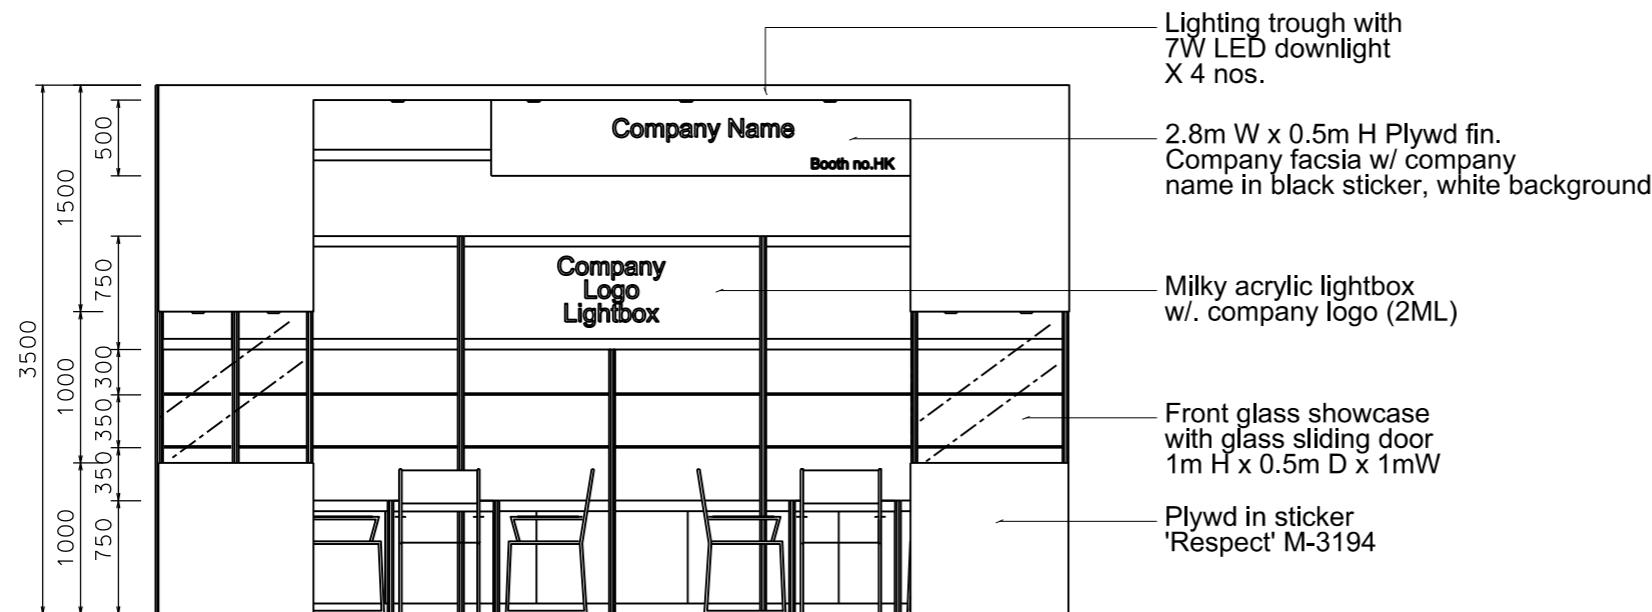 Lighting trough with
7W LED downlight
X 4 nos.
2.8m W x 0.5m H Plywd fin.
Company facsia w/ company
name in black sticker, white background
Milky acrylic lightbox
w/. company logo (2ML)
Front glass showcase
with glass sliding door
1m H x 0.5m D x 1mW
Plywd in sticker
'Respect' M-3194
Company Name
Booth no.HK
Company
Logo
Lightbox
3500
1500
1000
1000
500
750
300
350
350
750